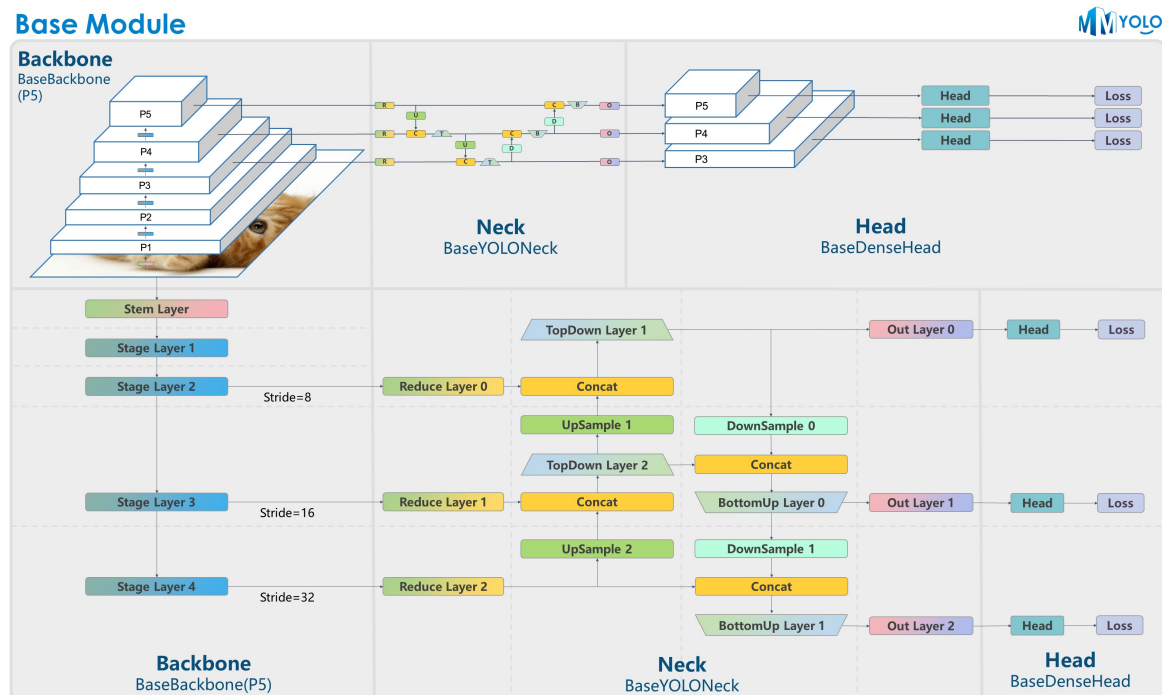 Base Module
MMYOLO
Backbone
BaseBackbone
(P5)
P5
P4
P3
P2
P1
R
U
C
B
O
R
C
T
U
C
D
B
O
R
C
T
D
O
P5
P4
P3
Head
Loss
Head
Loss
Head
Loss
Neck
BaseYOLONeck
Head
BaseDenseHead
Stem Layer
Stage Layer 1
Stage Layer 2
Stride=8
Stage Layer 3
Stride=16
Stage Layer 4
Stride=32
Reduce Layer 0
Reduce Layer 1
Reduce Layer 2
TopDown Layer 1
Concat
UpSample 1
TopDown Layer 2
Concat
UpSample 2
DownSample 0
Concat
BottomUp Layer 0
DownSample 1
Concat
BottomUp Layer 1
Out Layer 0
Head
Loss
Out Layer 1
Head
Loss
Out Layer 2
Head
Loss
Backbone
BaseBackbone(P5)
Neck
BaseYOLONeck
Head
BaseDenseHead